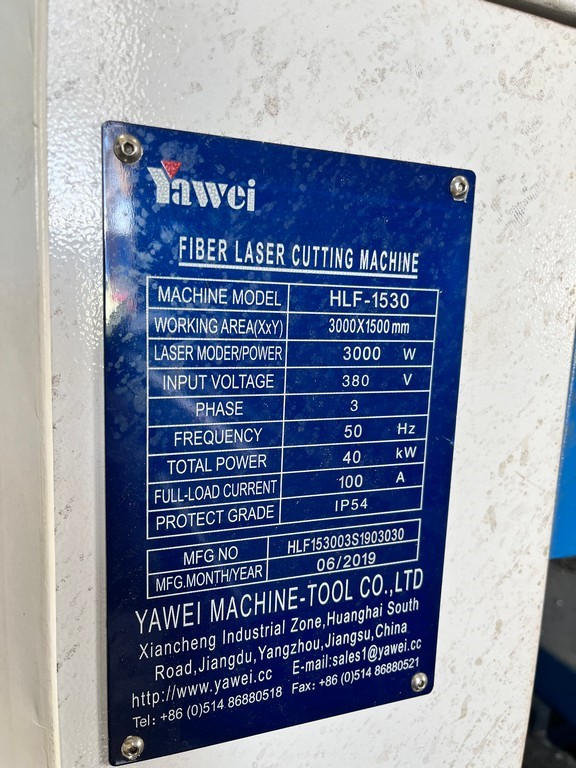 Yawei
FIBER LASER CUTTING MACHINE
MACHINE MODEL HLF-1530
WORKING AREA(XxY) 3000X1500mm
LASER MODER/POWER 3000 W
INPUT VOLTAGE 380 V
PHASE 3
FREQUENCY 50 Hz
TOTAL POWER 40 kW
FULL-LOAD CURRENT 100 A
PROTECT GRADE IP54
MFG NO HLF153003S1903030
MFG.MONTH/YEAR 06/2019
YAWEI MACHINE-TOOL CO.,LTD
Xiancheng Industrial Zone,Huanghai South
Road,Jiangdu,Yangzhou,Jiangsu,China
http://www.yawei.cc E-mail:sales1@yawei.cc
Tel: +86 (0)514 86880518 Fax: +86 (0)514 86880521